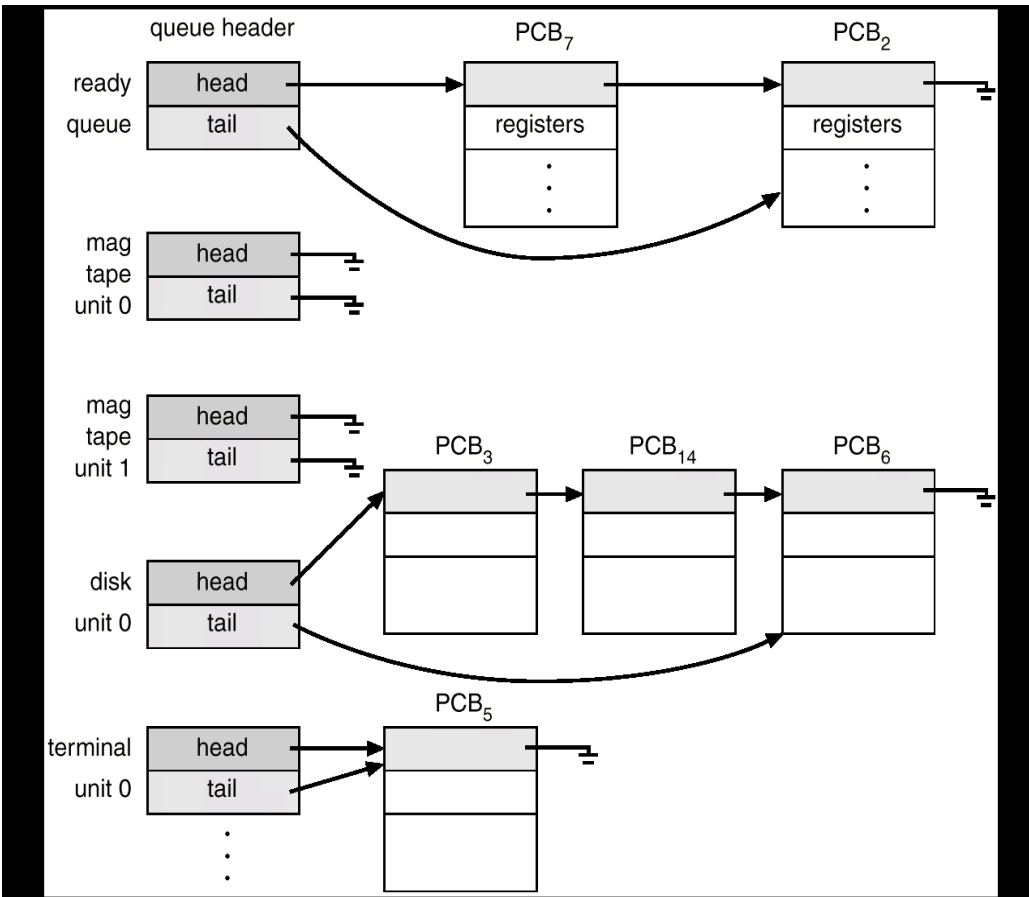 queue header PCB₇ PCB₂
ready head
queue tail registers registers
mag head
tape
unit 0 tail
mag head
tape
unit 1 tail
PCB₃ PCB₁₄ PCB₆
disk head
unit 0 tail
PCB₅
terminal head
unit 0 tail